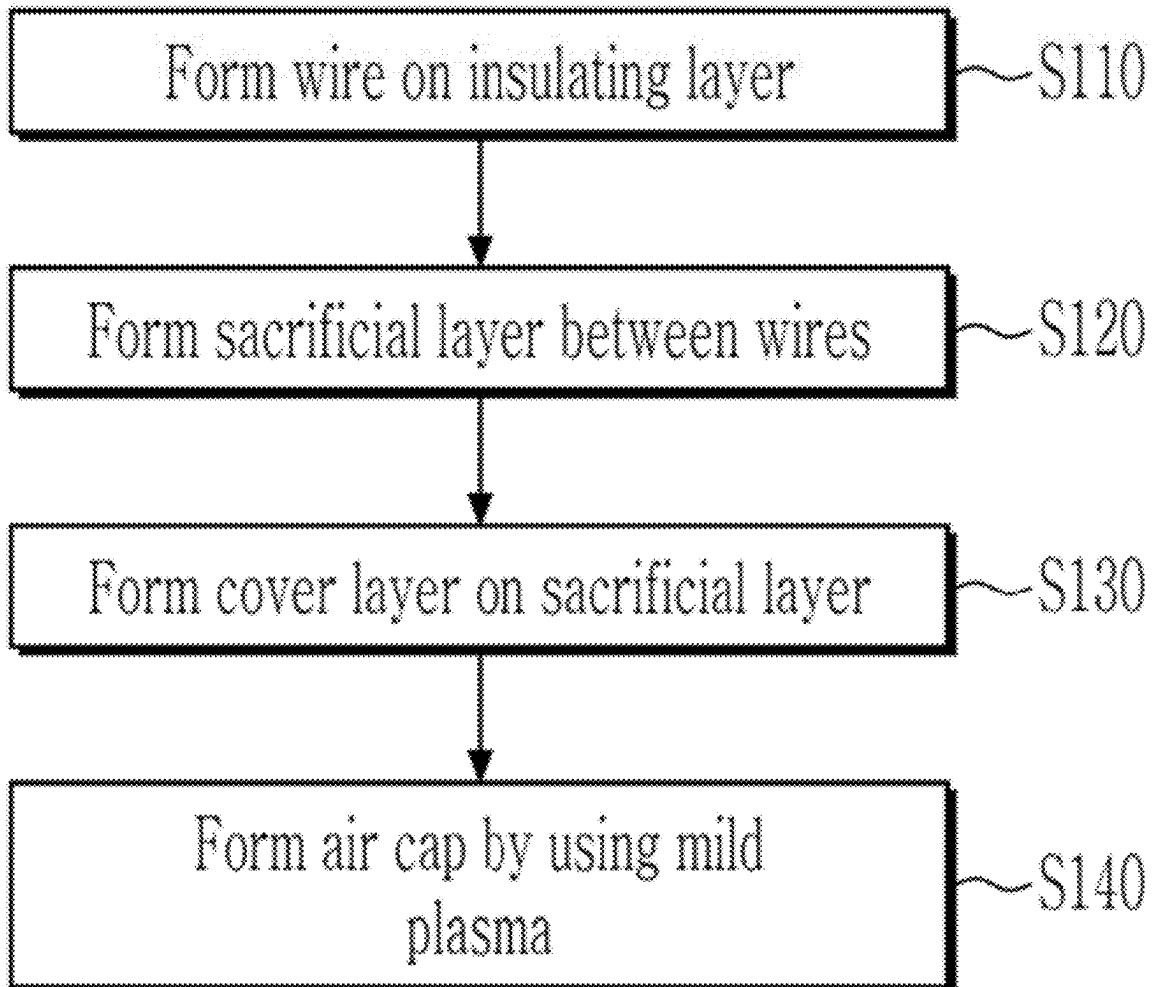 Form wire on insulating layer
S110
Form sacrificial layer between wires
S120
Form cover layer on sacrificial layer
S130
Form air cap by using mild
plasma
S140